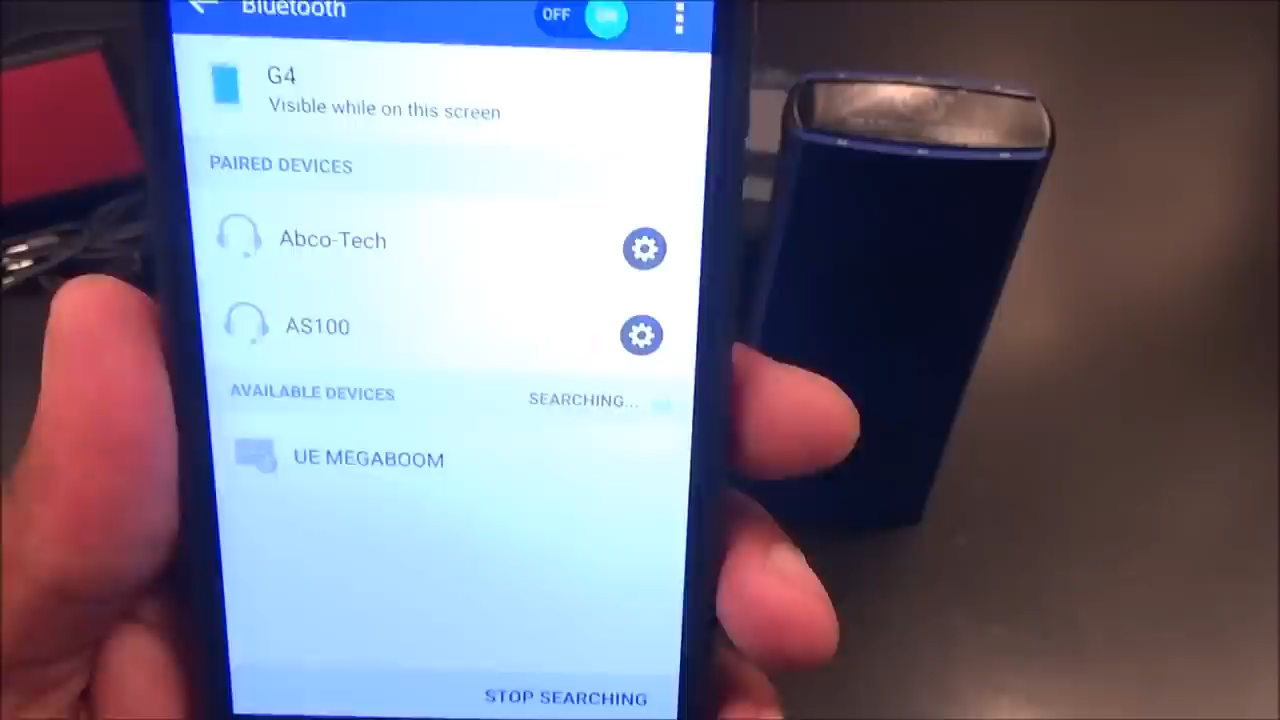 Bluetooth
OFF ON
G4
Visible while on this screen
PAIRED DEVICES
Abco-Tech
AS100
AVAILABLE DEVICES SEARCHING...
UE MEGABOOM
STOP SEARCHING